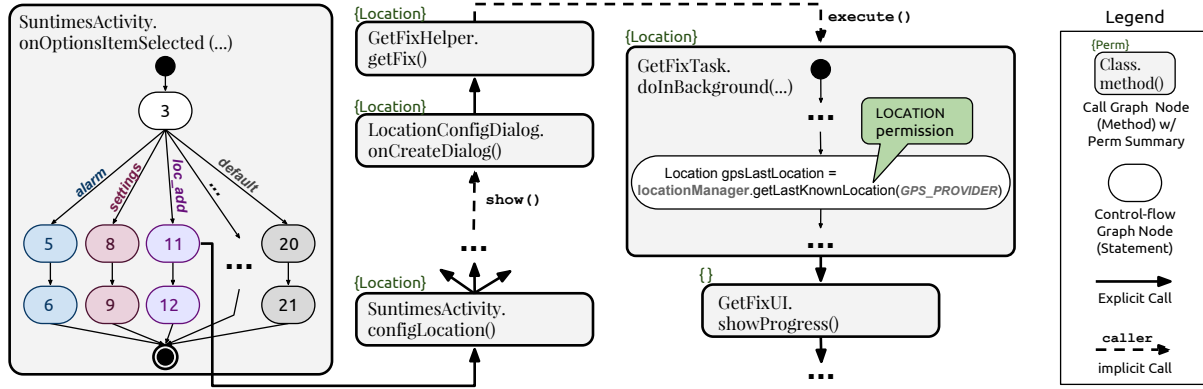 SuntimesActivity.
onOptionsItemSelected (...)
3
alarm
settings
loc_add
...
default
5
8
11
...
20
6
9
12
21
{Location}
GetFixHelper.
getFix()
{Location}
LocationConfigDialog.
onCreateDialog()
show()
...
{Location}
SuntimesActivity.
configLocation()
execute()
{Location}
GetFixTask.
doInBackground(...)
...
LOCATION
permission
Location gpsLastLocation =
locationManager.getLastKnownLocation(GPS_PROVIDER)
...
{ }
GetFixUI.
showProgress()
...
Legend
{Perm}
Class.
method()
Call Graph Node
(Method) w/
Perm Summary
Control-flow
Graph Node
(Statement)
Explicit Call
caller
implicit Call